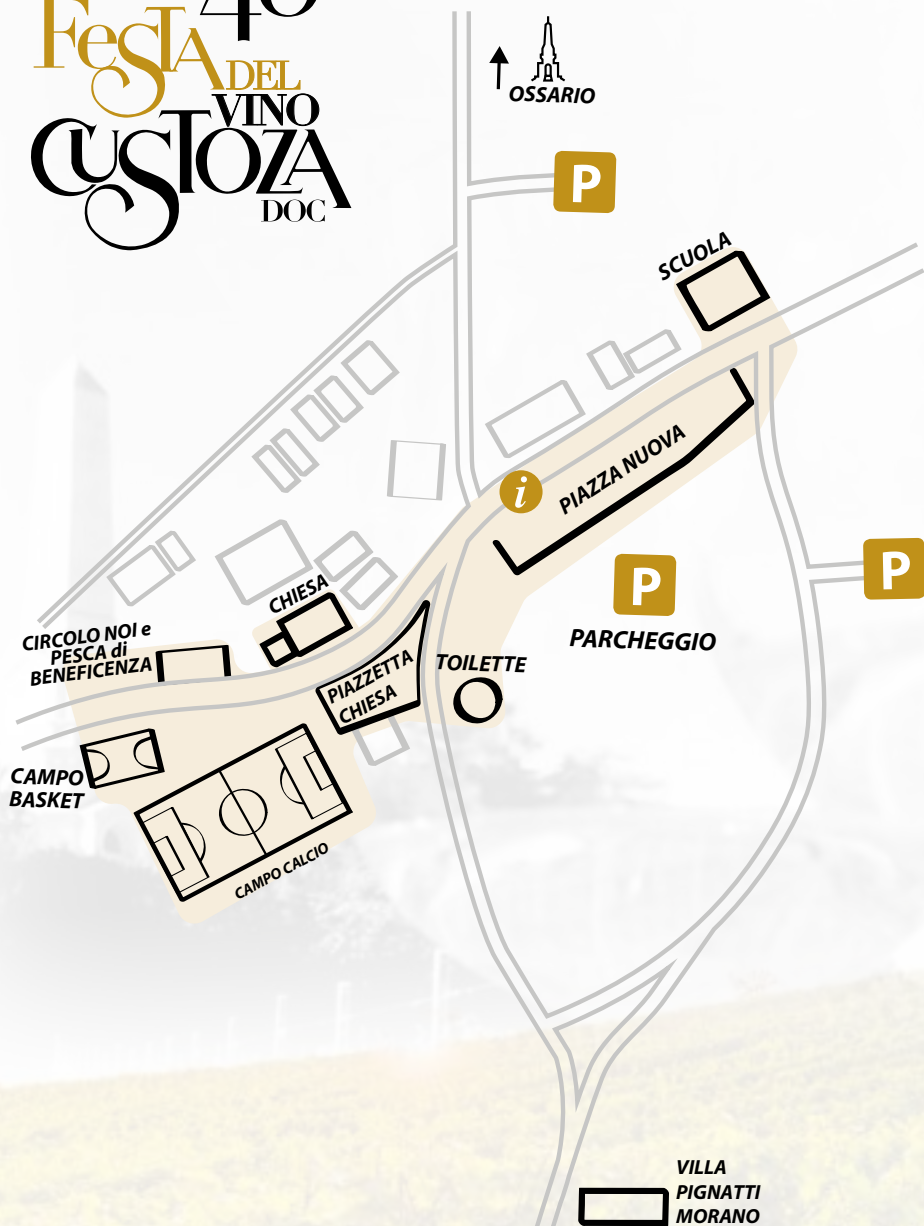 FESTA
DEL
VINO
CUSTOZA
DOC
OSSARIO
P
SCUOLA
i
PIAZZA NUOVA
P
P
PARCHEGGIO
CHIESA
CIRCOLO NOI e
PESCA di
BENEFICENZA
PIAZZETTA
CHIESA
TOILETTE
CAMPO
BASKET
CAMPO CALCIO
VILLA
PIGNATTI
MORANO